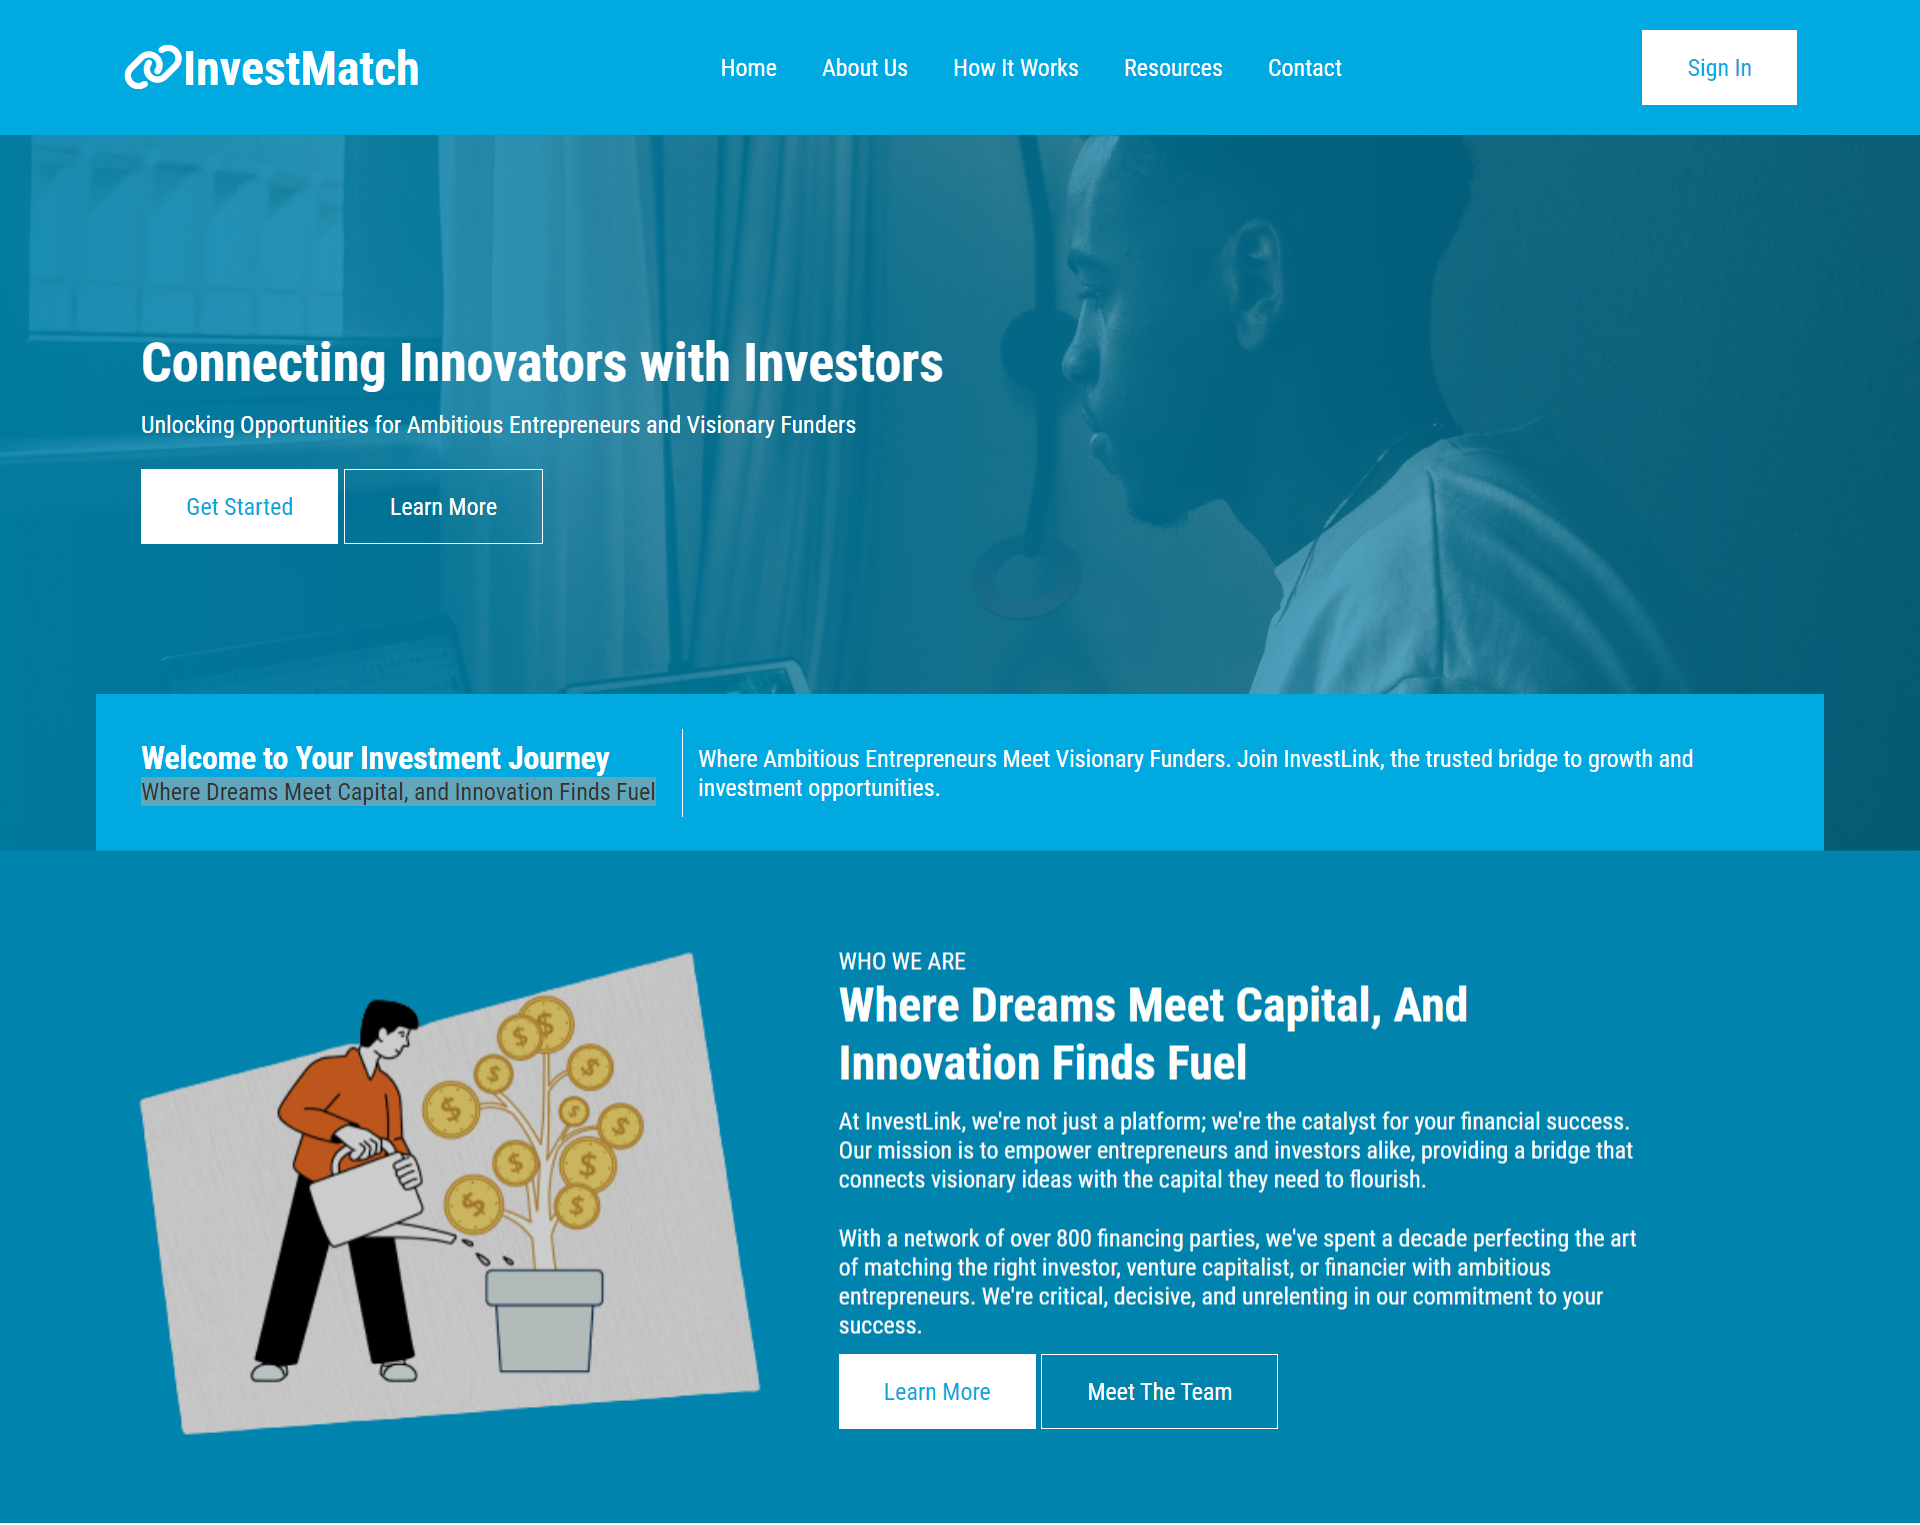 InvestMatch
Home About Us How It Works Resources Contact
Sign In
Connecting Innovators with Investors
Unlocking Opportunities for Ambitious Entrepreneurs and Visionary Funders
Get Started Learn More
Welcome to Your Investment Journey
Where Dreams Meet Capital, and Innovation Finds Fuel
Where Ambitious Entrepreneurs Meet Visionary Funders. Join InvestLink, the trusted bridge to growth and
investment opportunities.
WHO WE ARE
Where Dreams Meet Capital, And
Innovation Finds Fuel
At InvestLink, we're not just a platform; we're the catalyst for your financial success.
Our mission is to empower entrepreneurs and investors alike, providing a bridge that
connects visionary ideas with the capital they need to flourish.
With a network of over 800 financing parties, we've spent a decade perfecting the art
of matching the right investor, venture capitalist, or financier with ambitious
entrepreneurs. We're critical, decisive, and unrelenting in our commitment to your
success.
Learn More Meet The Team